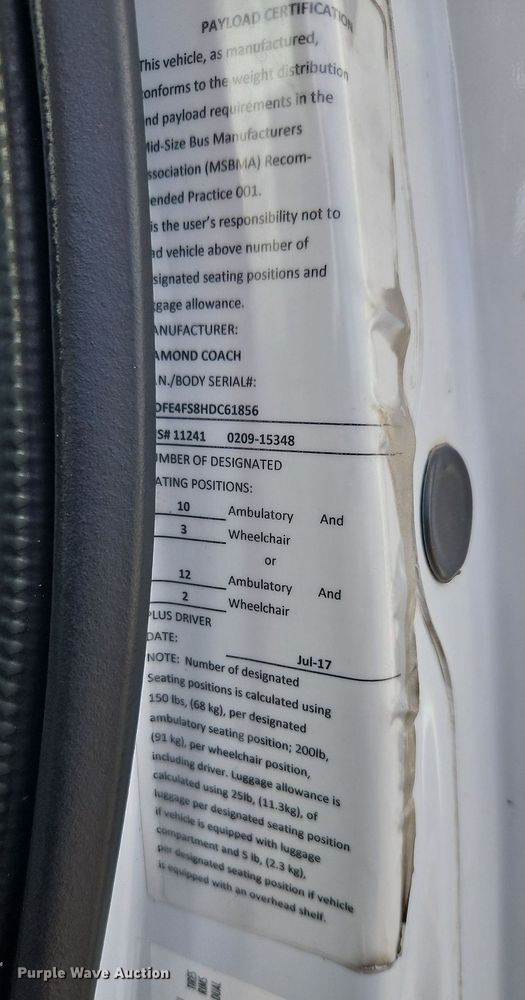 PAYLOAD CERTIFICATION
This vehicle, as manufactured,
onforms to the weight distribution
nd payload requirements in the
Mid-Size Bus Manufacturers
ssociation (MSBMA) Recom-
ended Practice 001.
is the user's responsibility not to
ad vehicle above number of
signated seating positions and
gage allowance.
ANUFACTURER:
AMOND COACH
.N./BODY SERIAL#:
DFE4FS8HDC61856
S# 11241 0209-15348
MBER OF DESIGNATED
ATING POSITIONS:
10 Ambulatory And
3 Wheelchair
or
12 Ambulatory And
2 Wheelchair
PLUS DRIVER
DATE: Jul-17
NOTE: Number of designated
Seating positions is calculated using
150 lbs, (68 kg), per designated
ambulatory seating position; 200lb,
(91 kg), per wheelchair position,
including driver. Luggage allowance is
calculated using 25lb, (11.3kg), of
luggage per designated seating position
if vehicle is equipped with luggage
compartment and 5 lb, (2.3 kg),
per designated seating position if vehicle
is equipped with an overhead shelf.
TIRES
RIMS
DUAL
Purple Wave Auction